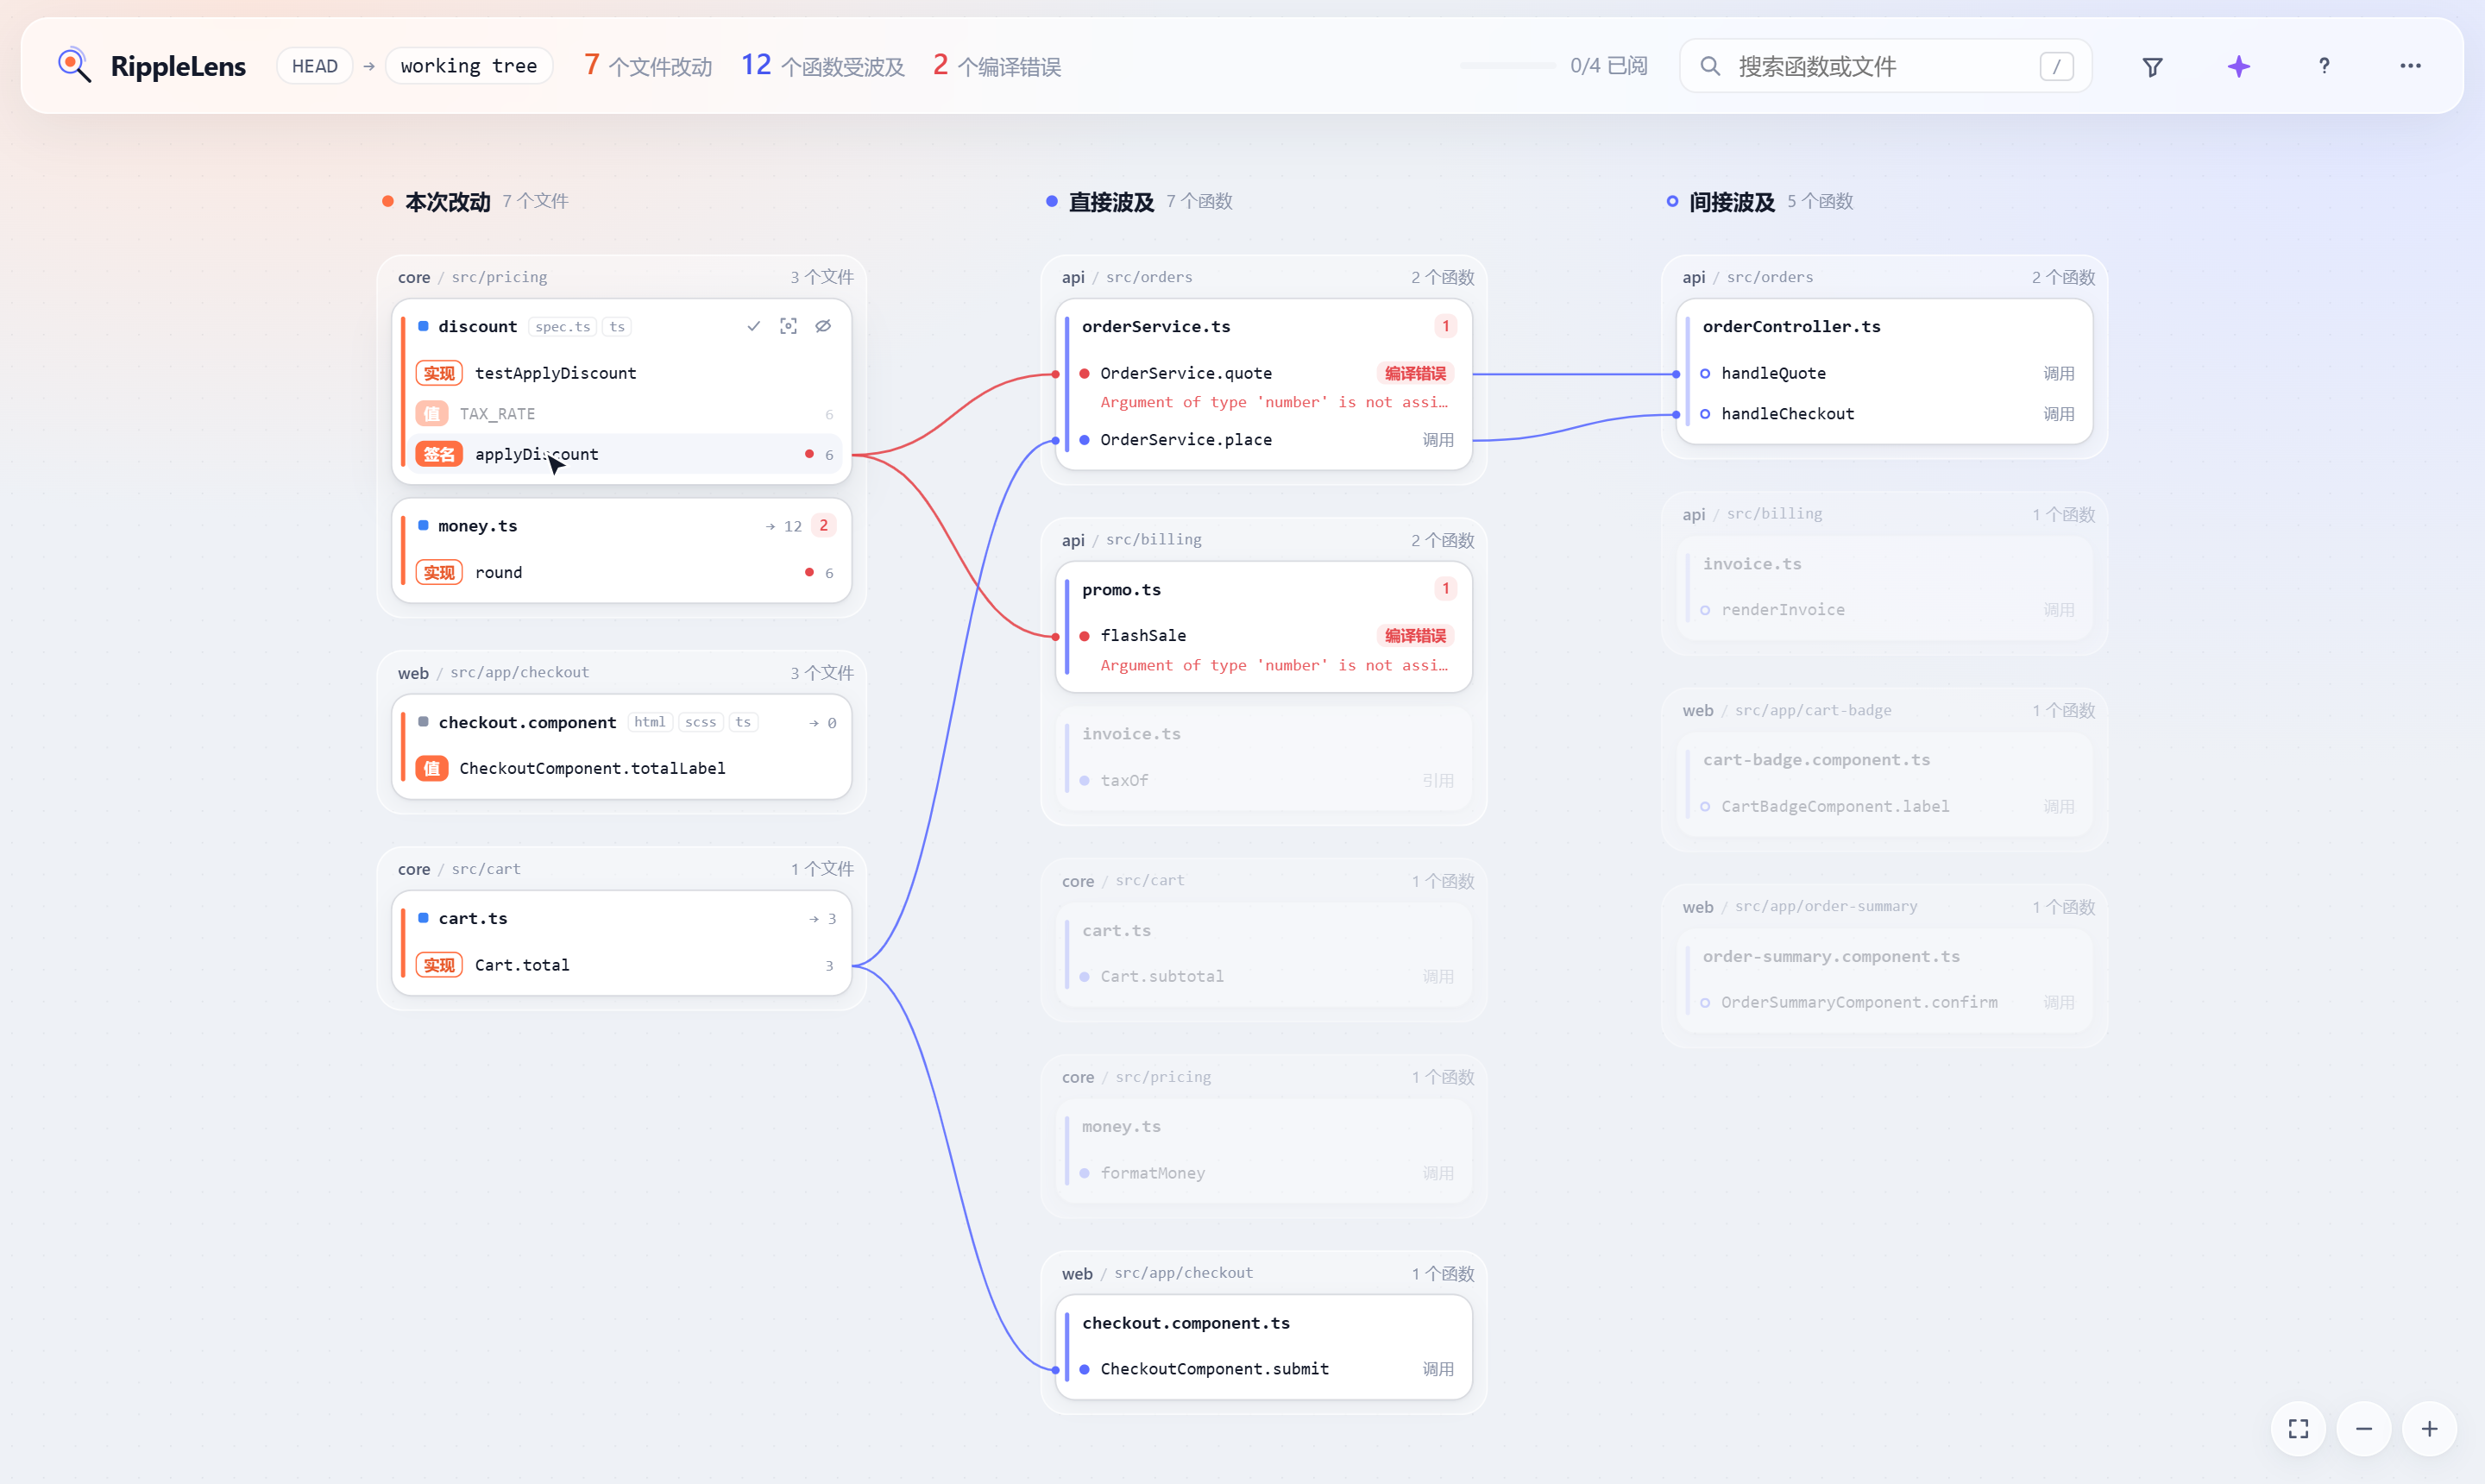 RippleLens HEAD → working tree 7 个文件改动 12 个函数受波及 2 个编译错误 0/4 已阅 搜索函数或文件 / ?
本次改动 7 个文件
core / src/pricing 3 个文件
discount spec.ts ts
实现 testApplyDiscount
值 TAX_RATE 6
签名 applyDiscount 6
money.ts → 12 2
实现 round 6
web / src/app/checkout 3 个文件
checkout.component html scss ts → 0
值 CheckoutComponent.totalLabel
core / src/cart 1 个文件
cart.ts → 3
实现 Cart.total 3
直接波及 7 个函数
api / src/orders 2 个函数
orderService.ts 1
OrderService.quote 编译错误
Argument of type 'number' is not assi…
OrderService.place 调用
api / src/billing 2 个函数
promo.ts 1
flashSale 编译错误
Argument of type 'number' is not assi…
invoice.ts
taxOf 引用
core / src/cart 1 个函数
cart.ts
Cart.subtotal 调用
core / src/pricing 1 个函数
money.ts
formatMoney 调用
web / src/app/checkout 1 个函数
checkout.component.ts
CheckoutComponent.submit 调用
间接波及 5 个函数
api / src/orders 2 个函数
orderController.ts
handleQuote 调用
handleCheckout 调用
api / src/billing 1 个函数
invoice.ts
renderInvoice 调用
web / src/app/cart-badge 1 个函数
cart-badge.component.ts
CartBadgeComponent.label 调用
web / src/app/order-summary 1 个函数
order-summary.component.ts
OrderSummaryComponent.confirm 调用